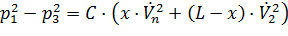 p₁² − p₃² = C · (x · V̇ₙ² + (L − x) · V̇₂²)